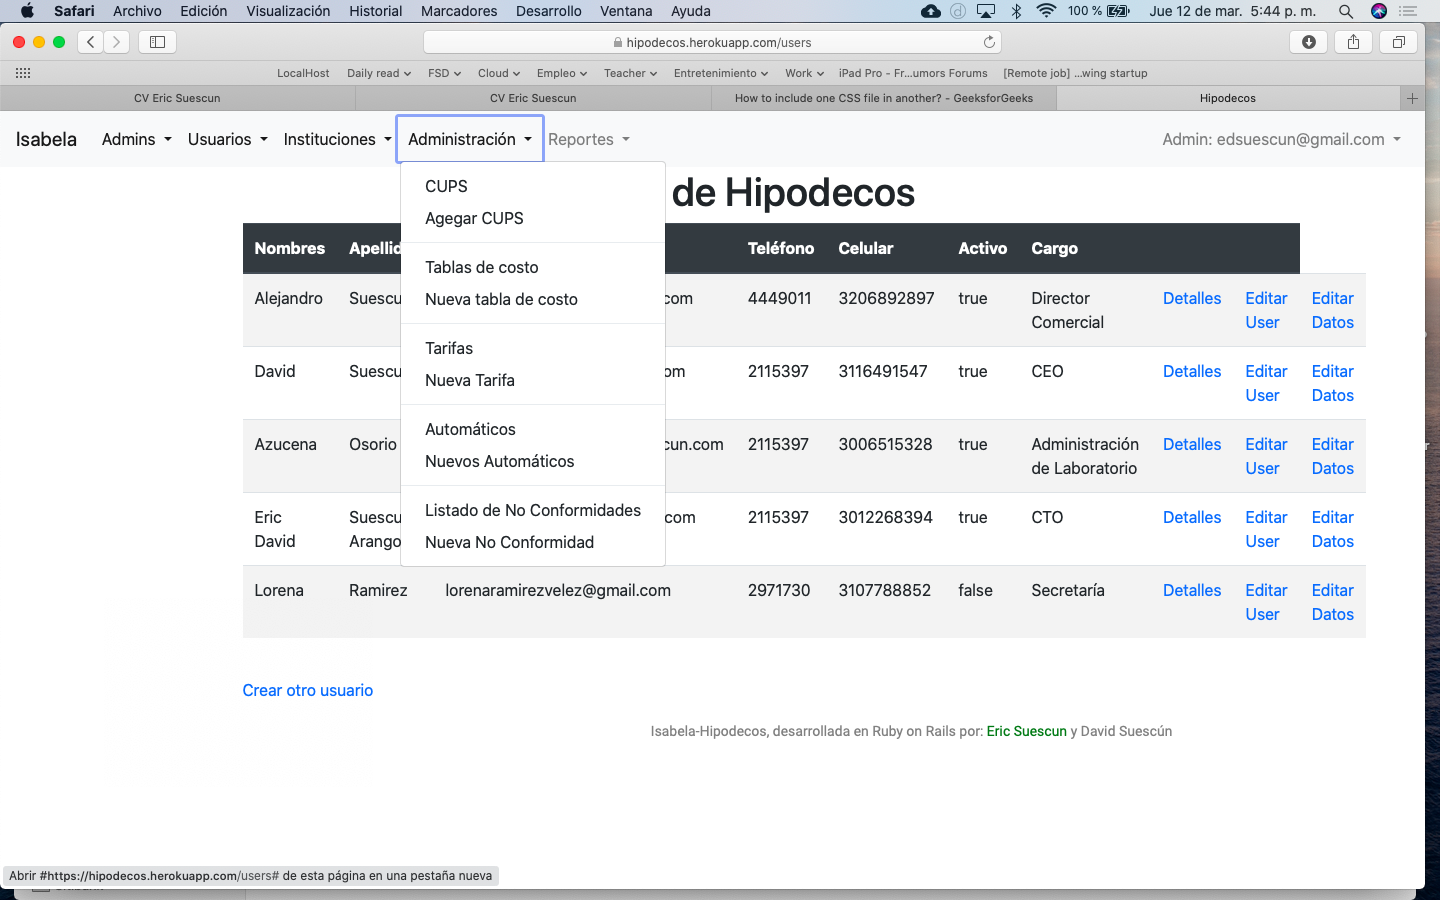 Safari Archivo Edición Visualización Historial Marcadores Desarrollo Ventana Ayuda 100 % Jue 12 de mar. 5:44 p. m.
hipodecos.herokuapp.com/users
LocalHost Daily read FSD Cloud Empleo Teacher Entretenimiento Work iPad Pro - Fr...umors Forums [Remote job] ...wing startup
CV Eric Suescun CV Eric Suescun How to include one CSS file in another? - GeeksforGeeks Hipodecos
Isabela Admins Usuarios Instituciones Administración Reportes Admin: edsuescun@gmail.com
CUPS
Agegar CUPS
Tablas de costo
Nueva tabla de costo
Tarifas
Nueva Tarifa
Automáticos
Nuevos Automáticos
Listado de No Conformidades
Nueva No Conformidad
de Hipodecos
Nombres Apellid Teléfono Celular Activo Cargo
Alejandro Suescu com 4449011 3206892897 true Director Detalles Editar Editar
Comercial User Datos
David Suescu om 2115397 3116491547 true CEO Detalles Editar Editar
User Datos
Azucena Osorio cun.com 2115397 3006515328 true Administración Detalles Editar Editar
de Laboratorio User Datos
Eric Suescu com 2115397 3012268394 true CTO Detalles Editar Editar
David Arango User Datos
Lorena Ramirez lorenaramirezvelez@gmail.com 2971730 3107788852 false Secretaría Detalles Editar Editar
User Datos
Crear otro usuario
Isabela-Hipodecos, desarrollada en Ruby on Rails por: Eric Suescun y David Suescún
Abrir #https://hipodecos.herokuapp.com/users# de esta página en una pestaña nueva